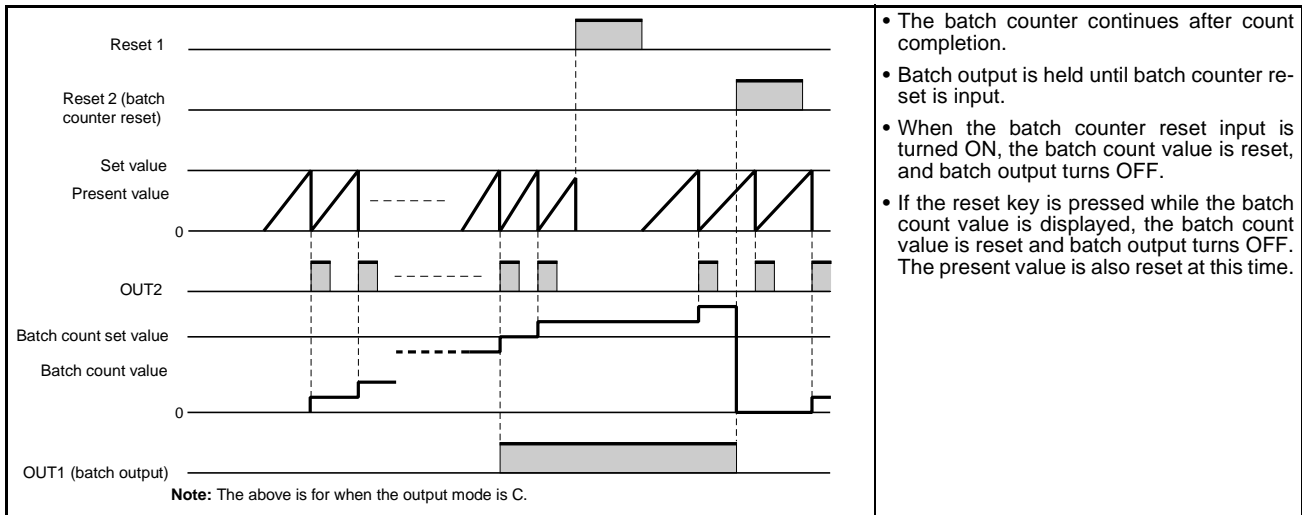 Reset 1
Reset 2 (batch
counter reset)
Set value
Present value
0
OUT2
Batch count set value
Batch count value
0
OUT1 (batch output)
Note: The above is for when the output mode is C.
• The batch counter continues after count
completion.
• Batch output is held until batch counter re-
set is input.
• When the batch counter reset input is
turned ON, the batch count value is reset,
and batch output turns OFF.
• If the reset key is pressed while the batch
count value is displayed, the batch count
value is reset and batch output turns OFF.
The present value is also reset at this time.